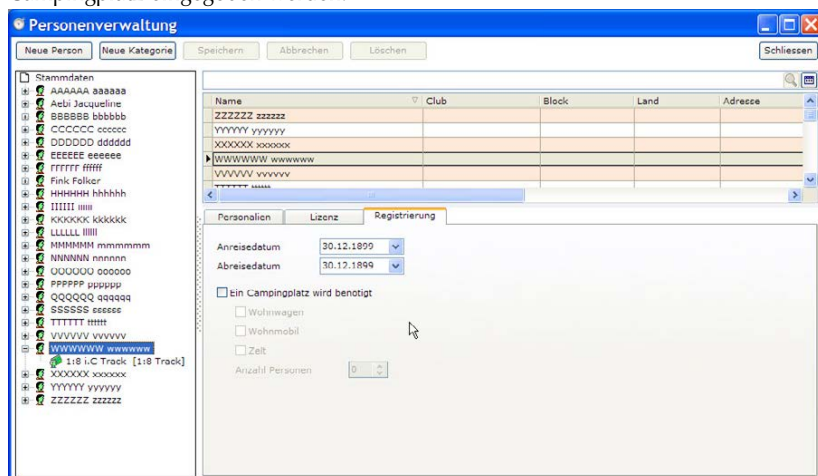 Personenverwaltung
Neue Person Neue Kategorie Speichern Abbrechen Löschen Schliessen
Stammdaten
AAAAAA aaaaaa
Aebi Jacqueline
BBBBBB bbbbbb
CCCCCC cccccc
DDDDDD dddddd
EEEEEE eeeeee
FFFFFF ffffff
Fink Folker
HHHHHH hhhhhh
IIIIII iiiiii
KKKKKK kkkkkk
LLLLLL llllll
MMMMMM mmmmmm
NNNNNN nnnnnn
OOOOOO oooooo
PPPPPP pppppp
QQQQQQ qqqqqq
SSSSSS ssssss
TTTTTT tttttt
VVVVVV vvvvvv
WWWWWW wwwwww
1:8 i.C Track [1:8 Track]
XXXXXX xxxxxx
YYYYYY yyyyyy
ZZZZZZ zzzzzz
Name Club Block Land Adresse
ZZZZZZ zzzzzz
YYYYYY yyyyyy
XXXXXX xxxxxx
WWWWWW wwwwww
VVVVVV vvvvvv
Personalien Lizenz Registrierung
Anreisedatum 30.12.1899
Abreisedatum 30.12.1899
Ein Campingplatz wird benotigt
Wohnwagen
Wohnmobil
Zelt
Anzahl Personen 0